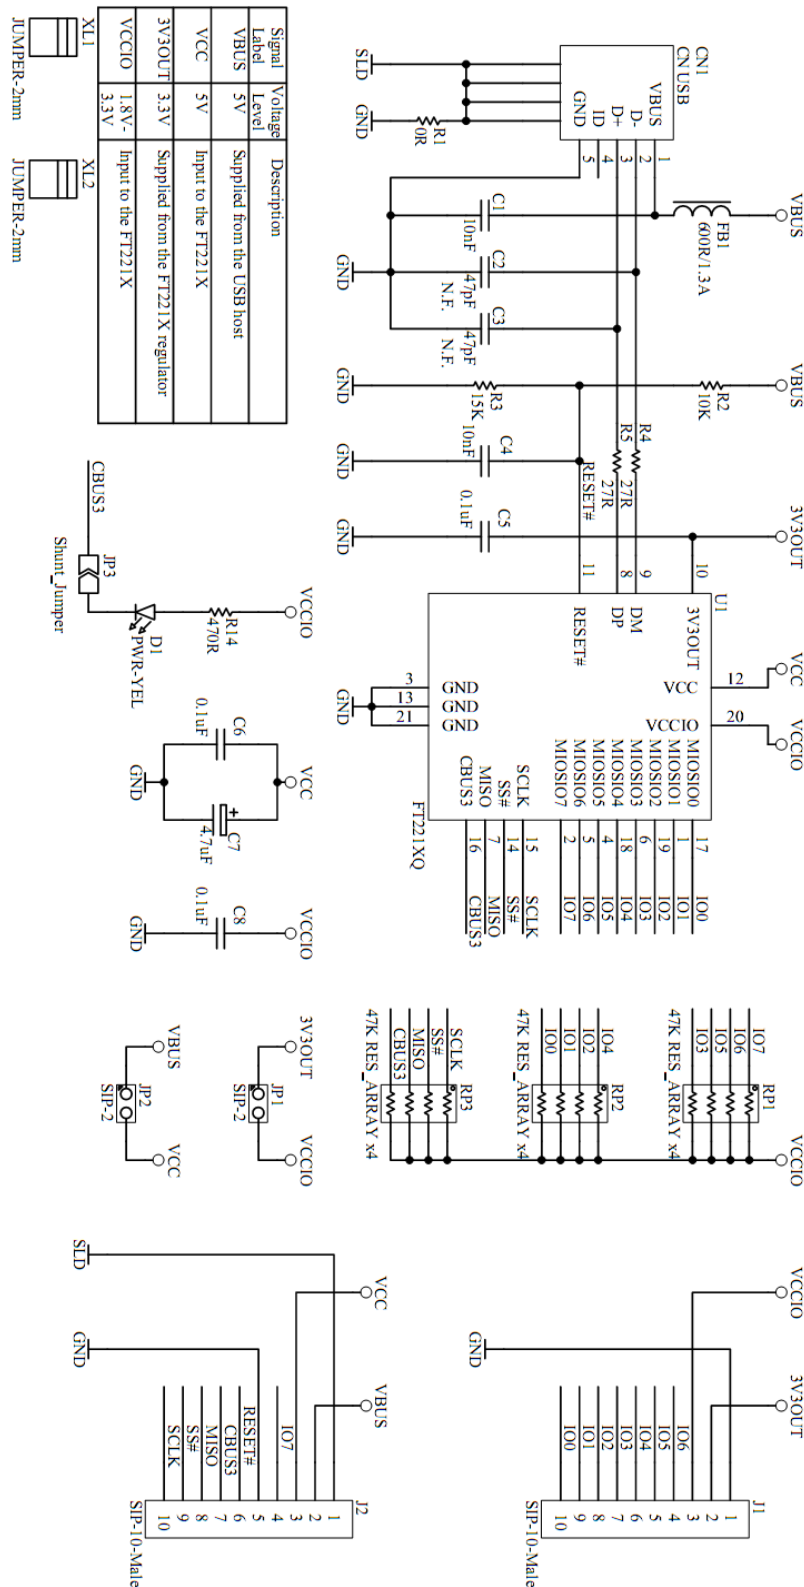 CN1
CN USB
VBUS
D-
D+
ID
GND
1
2
3
4
5
SLD
GND
R1
0R
VBUS
FB1
600R/1.3A
C1
10nF
C2
47pF
N.F.
C3
47pF
N.F.
GND
VBUS
R2
10K
R3
15K
GND
R4
R5
27R
27R
RESET#
C4
10nF
GND
3V3OUT
C5
0.1uF
GND
U1
10
9
8
11
3V3OUT
DM
DP
RESET#
VCC
12
VCC
VCCIO
20
VCCIO
3
13
21
GND
GND
GND
GND
MIOSIO0
MIOSIO1
MIOSIO2
MIOSIO3
MIOSIO4
MIOSIO5
MIOSIO6
MIOSIO7
SCLK
SS#
MISO
CBUS3
17
1
19
6
18
4
5
2
15
14
7
16
IO0
IO1
IO2
IO3
IO4
IO5
IO6
IO7
SCLK
SS#
MISO
CBUS3
FT221XQ
RP1
IO7
IO6
IO5
IO3
47K RES_ARRAY x4
RP2
IO4
IO2
IO1
IO0
47K RES_ARRAY x4
RP3
SCLK
SS#
MISO
CBUS3
47K RES_ARRAY x4
VCCIO
VCCIO
3V3OUT
GND
J1
1
2
3
4
5
6
7
8
9
10
IO6
IO5
IO4
IO3
IO2
IO1
IO0
SIP-10-Male
Signal Label
Voltage Level
Description
VBUS
5V
Supplied from the USB host
VCC
5V
Input to the FT221X
3V3OUT
3.3V
Supplied from the FT221X regulator
VCCIO
1.8V-
3.3V
Input to the FT221X
XL1
JUMPER-2mm
XL2
JUMPER-2mm
CBUS3
JP3
Shunt_Jumper
VCCIO
R14
470R
D1
PWR-YEL
VCC
C6
0.1uF
C7
4.7uF
+
GND
VCCIO
C8
0.1uF
GND
3V3OUT
VCCIO
JP1
SIP-2
VBUS
VCC
JP2
SIP-2
SLD
VCC
GND
VBUS
J2
1
2
3
4
5
6
7
8
9
10
IO7
RESET#
CBUS3
MISO
SS#
SCLK
SIP-10-Male